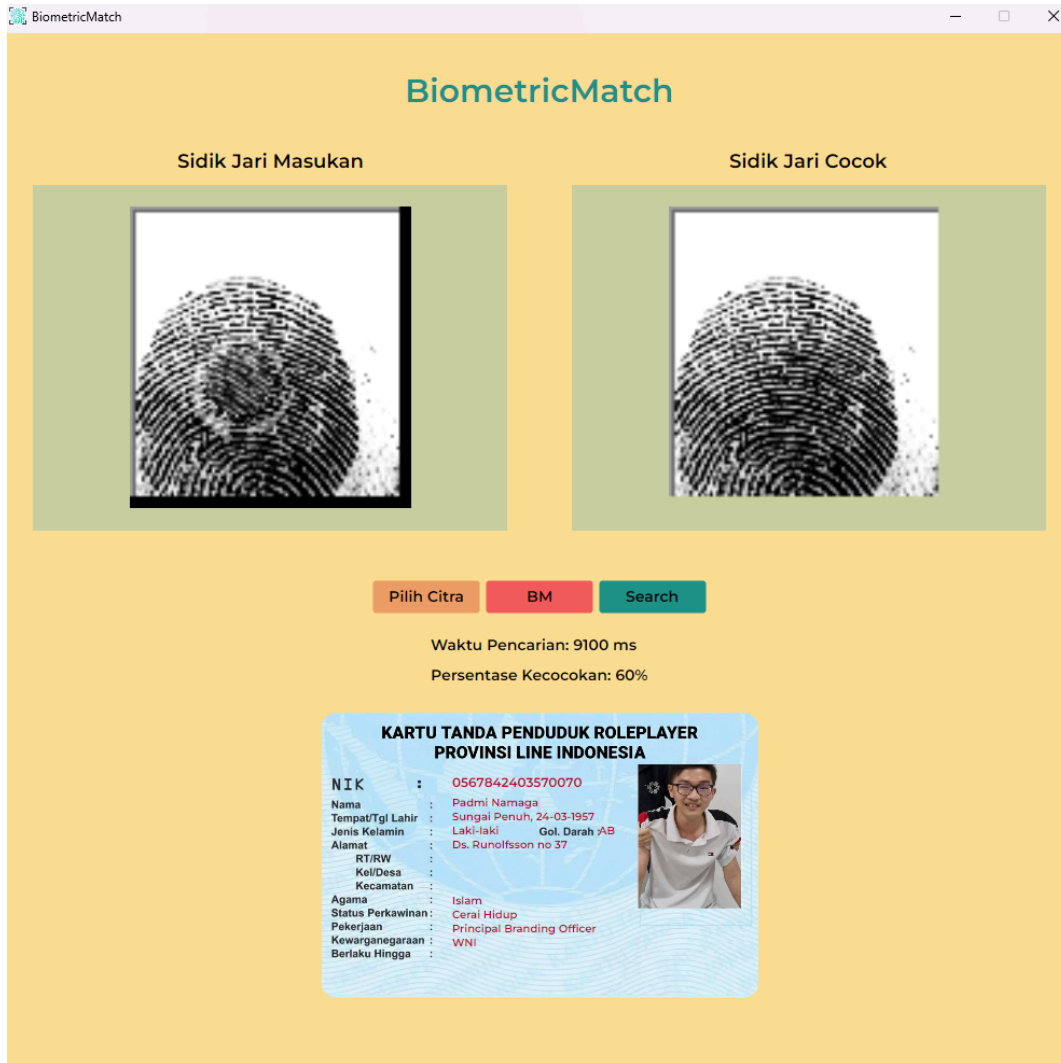 BiometricMatch
BiometricMatch
Sidik Jari Masukan
Sidik Jari Cocok
Pilih Citra
BM
Search
Waktu Pencarian: 9100 ms
Persentase Kecocokan: 60%
KARTU TANDA PENDUDUK ROLEPLAYER
PROVINSI LINE INDONESIA
NIK : 0567842403570070
Nama : Padmi Namaga
Tempat/Tgl Lahir : Sungai Penuh, 24-03-1957
Jenis Kelamin : Laki-laki Gol. Darah :AB
Alamat : Ds. Runolfsson no 37
RT/RW :
Kel/Desa :
Kecamatan :
Agama : Islam
Status Perkawinan : Cerai Hidup
Pekerjaan : Principal Branding Officer
Kewarganegaraan : WNI
Berlaku Hingga :